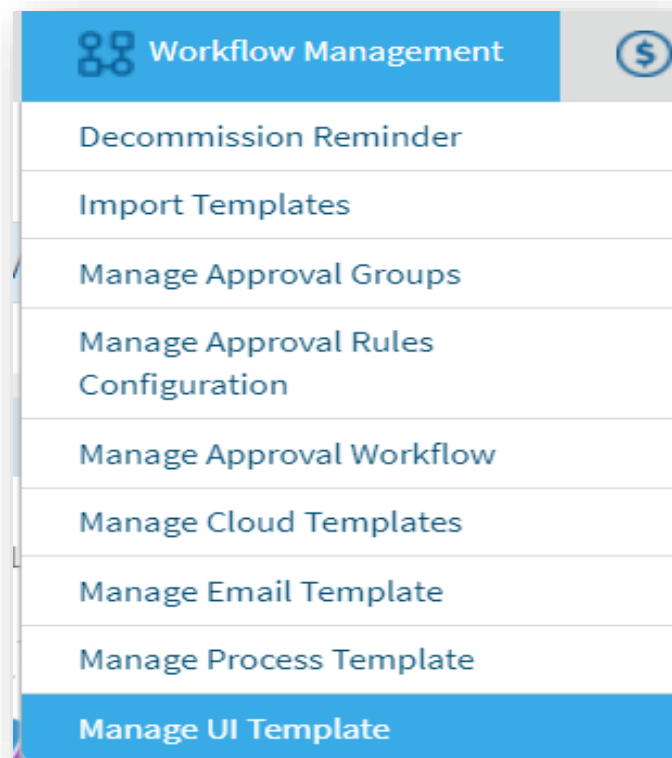 Workflow Management
$
Decommission Reminder
Import Templates
Manage Approval Groups
Manage Approval Rules
Configuration
Manage Approval Workflow
Manage Cloud Templates
Manage Email Template
Manage Process Template
Manage UI Template